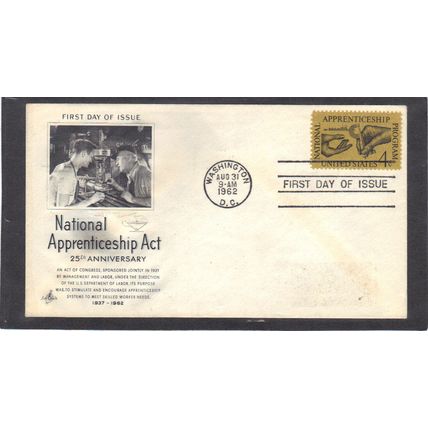 FIRST DAY OF ISSUE
National
Apprenticeship Act
25TH ANNIVERSARY
AN ACT OF CONGRESS, SPONSORED JOINTLY IN 1937
BY MANAGEMENT AND LABOR, UNDER THE DIRECTION
OF THE U.S. DEPARTMENT OF LABOR, ITS PURPOSE
WAS TO STIMULATE AND ENCOURAGE APPRENTICESHIP
SYSTEMS TO MEET SKILLED WORKER NEEDS.
1937 - 1962
WASHINGTON
AUG 31
9-AM
1962
D.C.
NATIONAL
APPRENTICESHIP
PROGRAM
UNITED STATES
4¢
FIRST DAY OF ISSUE